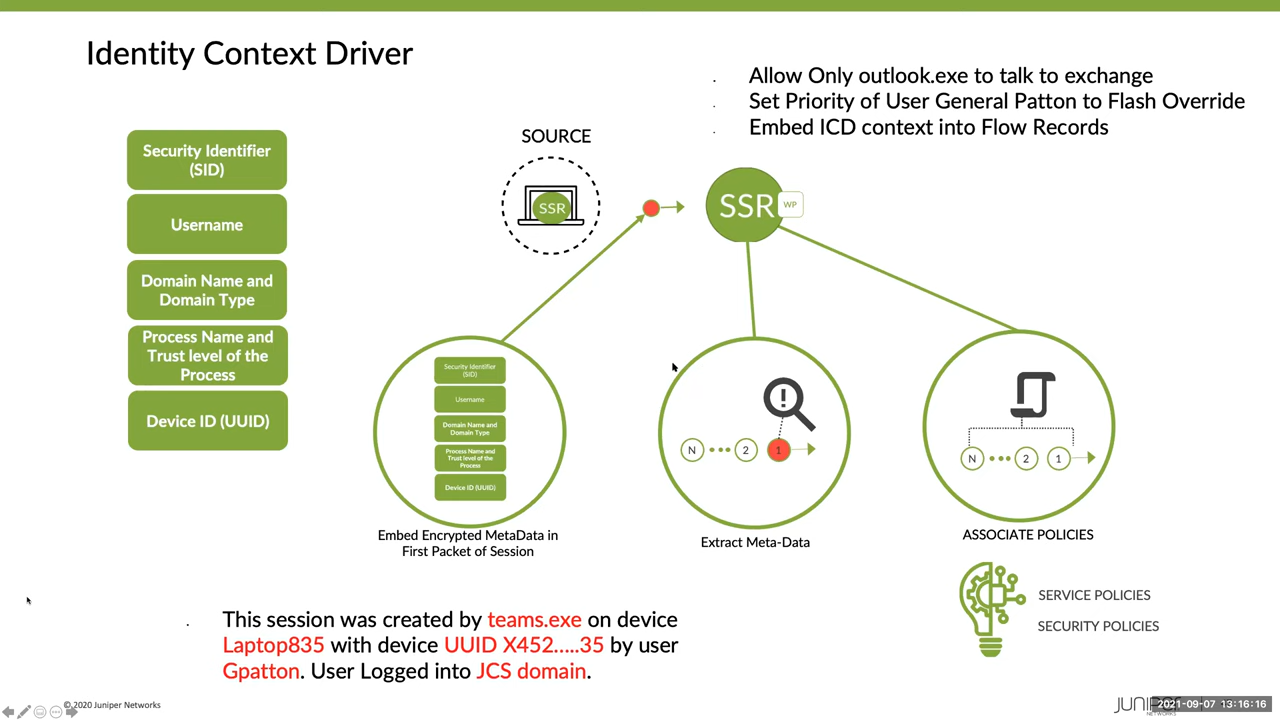 Identity Context Driver
Allow Only outlook.exe to talk to exchange
Set Priority of User General Patton to Flash Override
Embed ICD context into Flow Records
Security Identifier
(SID)
Username
Domain Name and
Domain Type
Process Name and
Trust level of the
Process
Device ID (UUID)
SOURCE
SSR
SSR
WP
Security Identifier
(SID)
Username
Domain Name and
Domain Type
Process Name and
Trust level of the
Process
Device ID (UUID)
Embed Encrypted MetaData in
First Packet of Session
N 2 1
Extract Meta-Data
N 2 1
ASSOCIATE POLICIES
SERVICE POLICIES
SECURITY POLICIES
This session was created by teams.exe on device
Laptop835 with device UUID X452.....35 by user
Gpatton. User Logged into JCS domain.
© 2020 Juniper Networks
2021-09-07 13:16:16